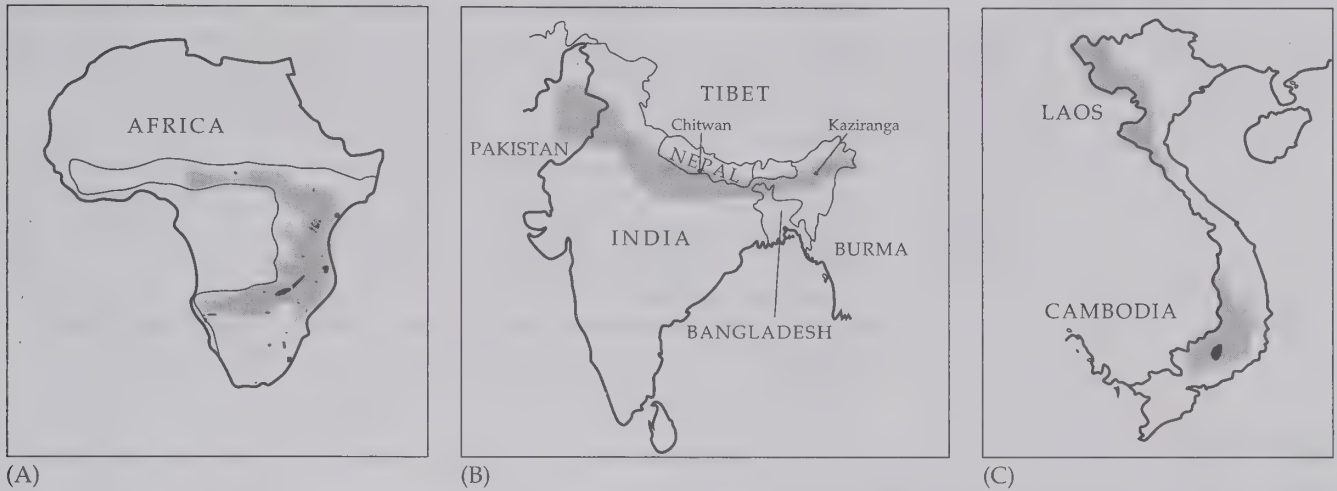 AFRICA
(A)
TIBET
Chitwan
Kaziranga
PAKISTAN
NEPAL
INDIA
BURMA
BANGLADESH
(B)
LAOS
CAMBODIA
(C)